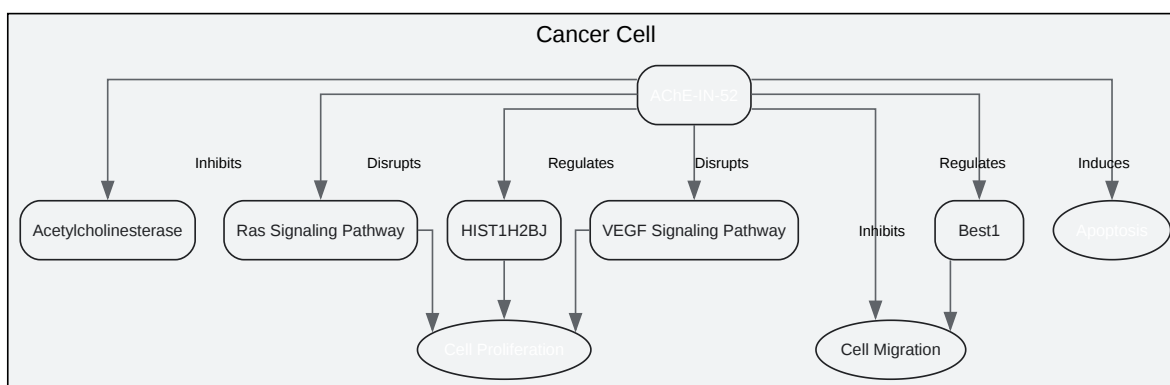 Cancer Cell
AChE-IN-52
Inhibits
Disrupts
Regulates
Disrupts
Regulates
Induces
Acetylcholinesterase
Ras Signaling Pathway
HIST1H2BJ
VEGF Signaling Pathway
Inhibits
Best1
Apoptosis
Cell Proliferation
Cell Migration